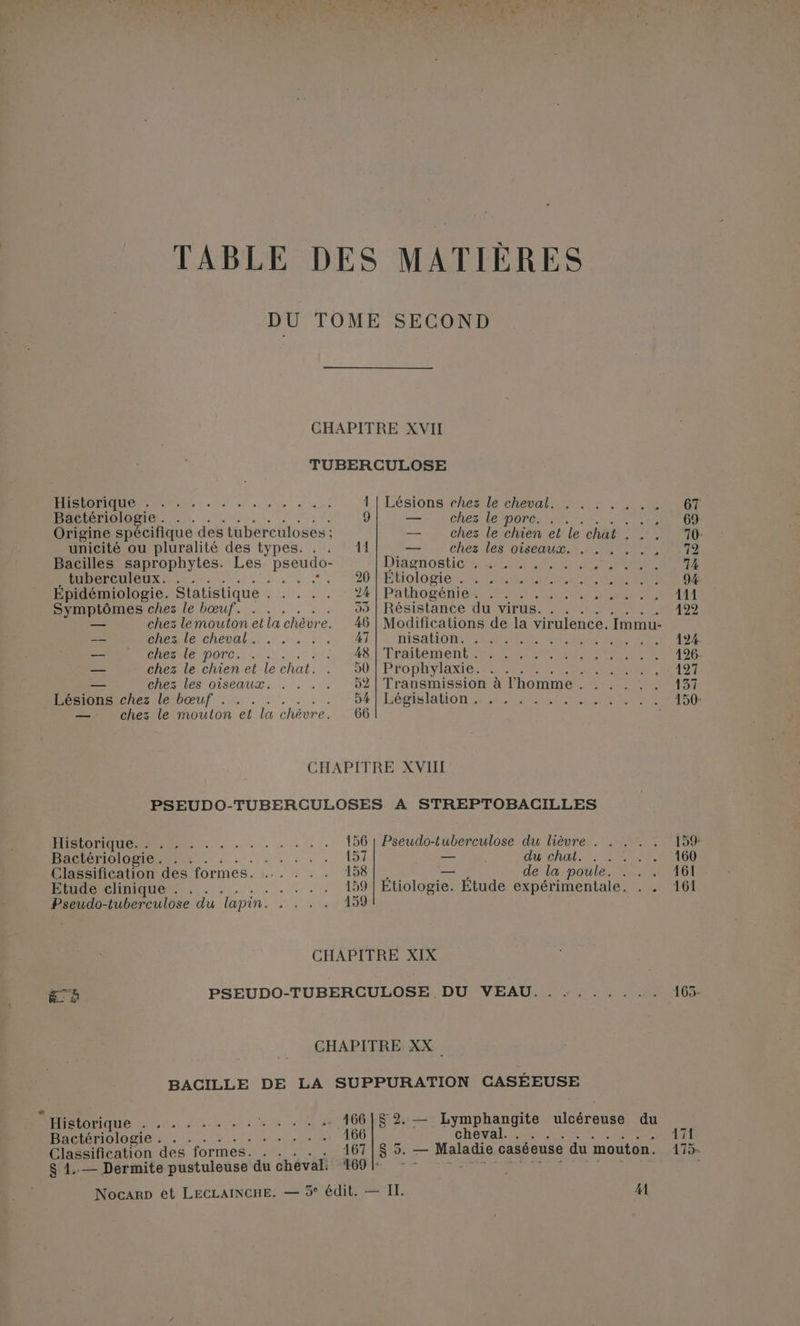 TABLE DES MATIÈRES
DU TOME SECOND
CHAPITRE XVII
TUBERCULOSE
Historique . . . . . . . . . . . . 1
Bactériologie . . . . . . . . . . . 9
Origine spécifique des tuberculoses;
unicité ou pluralité des types. . . 11
Bacilles saprophytes. Les pseudo-
tuberculeux. . . . . . . . . . . 20
Épidémiologie. Statistique . . . . . 24
Symptômes chez le bœuf. . . . . . . 35
— chez le mouton et la chèvre. 46
— chez le cheval. . . . . . 47
— chez le porc. . . . . . . 48
— chez le chien et le chat. . 50
— chez les oiseaux. . . . . 52
Lésions chez le bœuf . . . . . . . . 54
— chez le mouton et la chèvre. 66
Lésions chez le cheval. . . . . . . . 67
— chez le porc. . . . . . . . . 69
— chez le chien et le chat . . . 70
— chez les oiseaux. . . . . . . 72
Diagnostic . . . . . . . . . . . . 74
Étiologie . . . . . . . . . . . . . 94
Pathogénie . . . . . . . . . . . . 111
Résistance du virus. . . . . . . . . 122
Modifications de la virulence. Immu-
nisation. . . . . . . . . . . . . 124
Traitement . . . . . . . . . . . . 126
Prophylaxie. . . . . . . . . . . . 127
Transmission à l'homme . . . . . . 137
Législation . . . . . . . . . . . . 150
CHAPITRE XVIII
PSEUDO-TUBERCULOSES A STREPTOBACILLES
Historique. . . . . . . . . . . . . 156
Bactériologie. . . . . . . . . . . . 157
Classification des formes. . . . . . 158
Etude clinique . . . . . . . . . . . 159
Pseudo-tuberculose du lapin. . . . . 159
Pseudo-tuberculose du lièvre . . . . . 159
— du chat. . . . . . 160
— de la poule. . . . 161
Étiologie. Étude expérimentale. . . 161
CHAPITRE XIX
PSEUDO-TUBERCULOSE DU VEAU. . . . . . . . . 163
CHAPITRE XX
BACILLE DE LA SUPPURATION CASÉEUSE
Historique . . . . . . . . . . . . 166
Bactériologie . . . . . . . . . . . 166
Classification des formes. . . . . . 167
§ 1. — Dermite pustuleuse du cheval. 169
§ 2. — Lymphangite ulcéreuse du
cheval. . . . . . . . . . . 171
§ 3. — Maladie caséeuse du mouton. 175
Nocard et Leclainche. — 3e édit. — II. 41